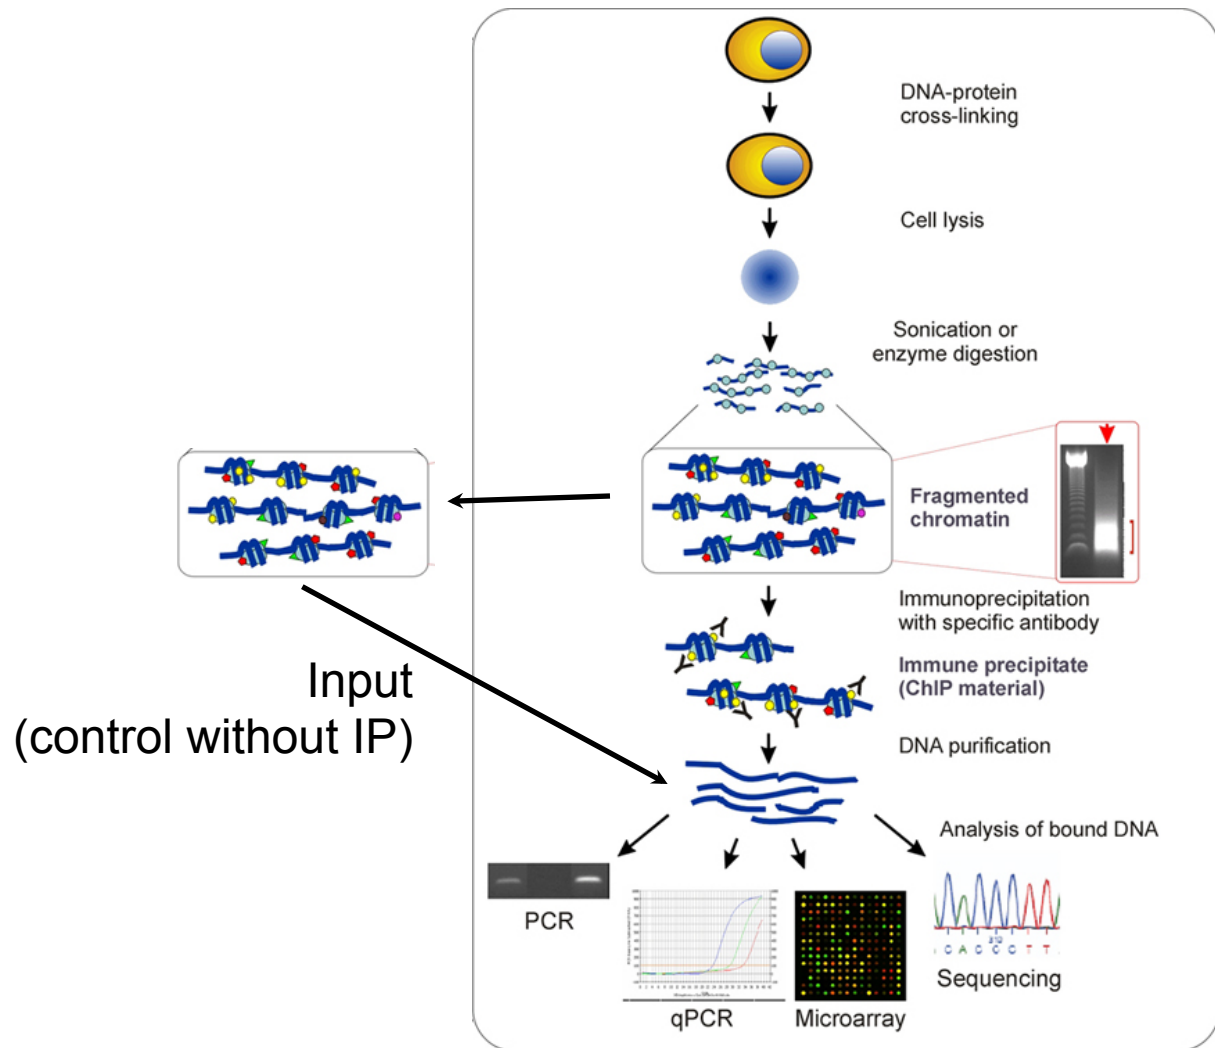 DNA-protein
cross-linking
Cell lysis
Sonication or
enzyme digestion
Fragmented
chromatin
Immunoprecipitation
with specific antibody
Immune precipitate
(ChIP material)
Input
(control without IP)
DNA purification
Analysis of bound DNA
PCR
qPCR
Microarray
C A C C C T T
Sequencing